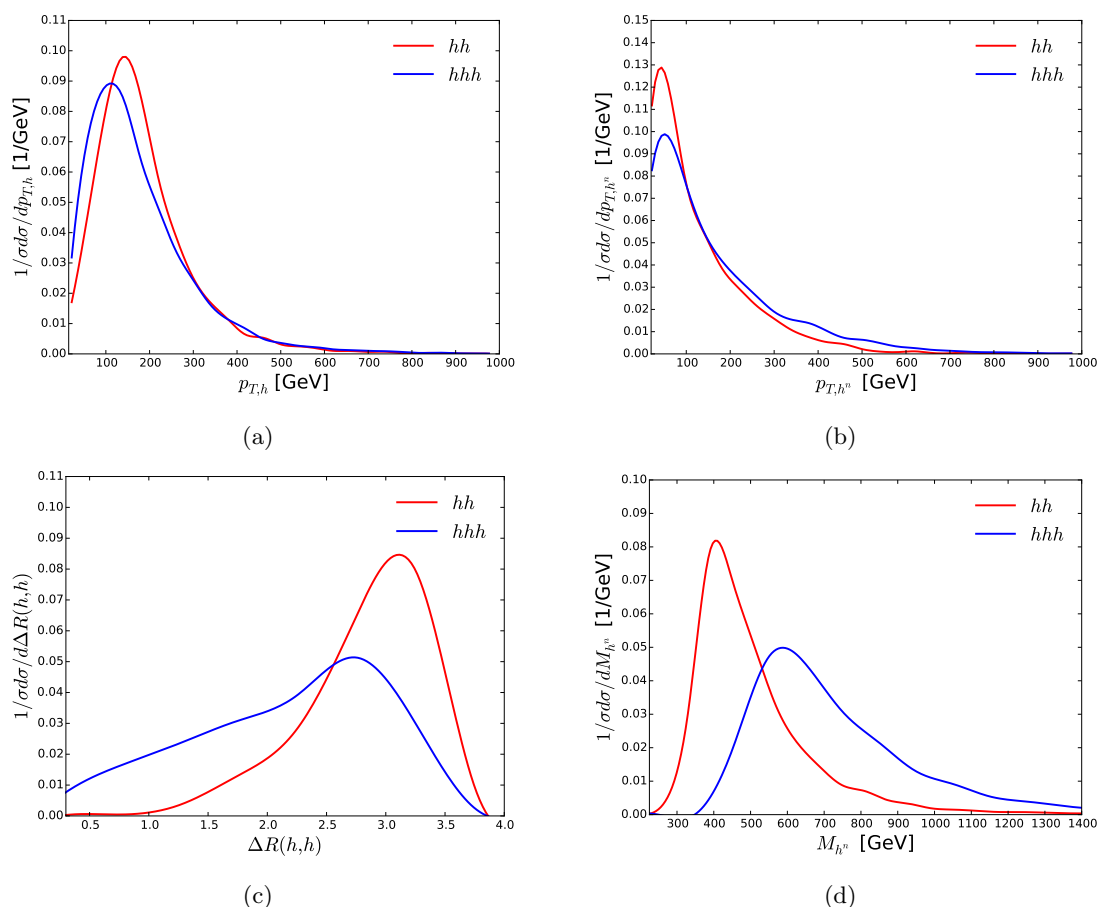 0.11
0.10
0.09
0.08
0.07
0.06
0.05
0.04
0.03
0.02
0.01
0.00
1/σdσ/dp_{T,h} [1/GeV]
hh
hhh
100 200 300 400 500 600 700 800 900 1000
p_{T,h} [GeV]
(a)
0.15
0.14
0.13
0.12
0.11
0.10
0.09
0.08
0.07
0.06
0.05
0.04
0.03
0.02
0.01
0.00
1/σdσ/dp_{T,h^n} [1/GeV]
hh
hhh
100 200 300 400 500 600 700 800 900 1000
p_{T,h^n} [GeV]
(b)
0.11
0.10
0.09
0.08
0.07
0.06
0.05
0.04
0.03
0.02
0.01
0.00
1/σdσ/dΔR(h,h)
hh
hhh
0.5 1.0 1.5 2.0 2.5 3.0 3.5 4.0
ΔR(h,h)
(c)
0.10
0.09
0.08
0.07
0.06
0.05
0.04
0.03
0.02
0.01
0.00
1/σdσ/dM_{h^n} [1/GeV]
hh
hhh
300 400 500 600 700 800 900 1000 1100 1200 1300 1400
M_{h^n} [GeV]
(d)